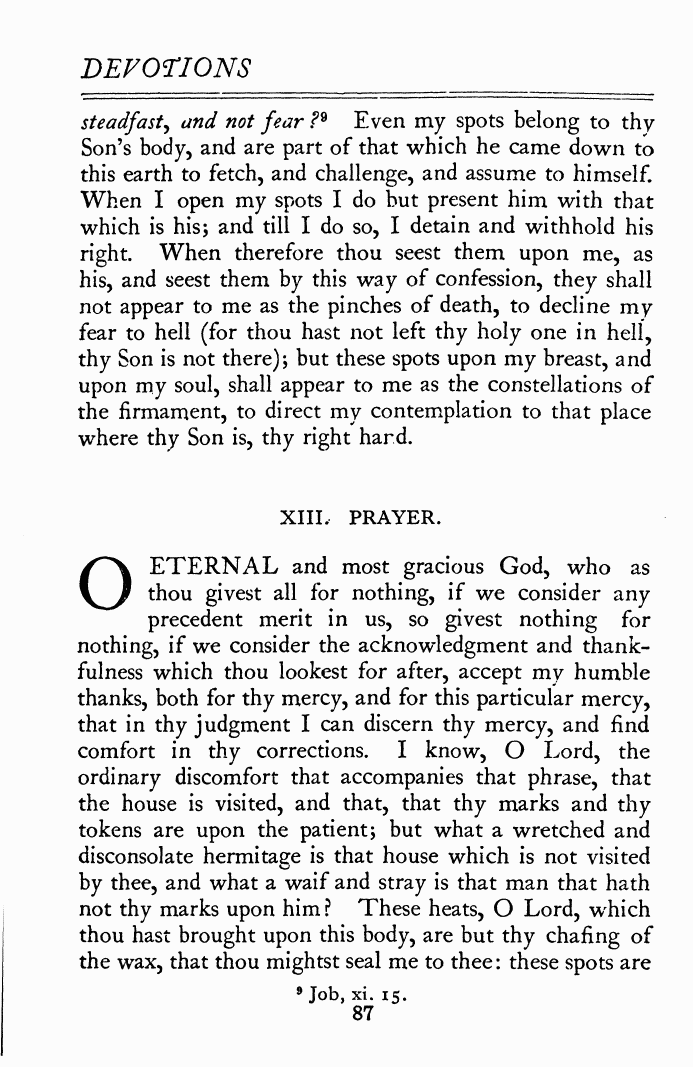 DEVOTIONS
steadfast, und not fear?⁹ Even my spots belong to thy
Son's body, and are part of that which he came down to
this earth to fetch, and challenge, and assume to himself.
When I open my spots I do but present him with that
which is his; and till I do so, I detain and withhold his
right. When therefore thou seest them upon me, as
his, and seest them by this way of confession, they shall
not appear to me as the pinches of death, to decline my
fear to hell (for thou hast not left thy holy one in hell,
thy Son is not there); but these spots upon my breast, and
upon my soul, shall appear to me as the constellations of
the firmament, to direct my contemplation to that place
where thy Son is, thy right hard.
XIII. PRAYER.
O ETERNAL and most gracious God, who as
thou givest all for nothing, if we consider any
precedent merit in us, so givest nothing for
nothing, if we consider the acknowledgment and thank-
fulness which thou lookest for after, accept my humble
thanks, both for thy mercy, and for this particular mercy,
that in thy judgment I can discern thy mercy, and find
comfort in thy corrections. I know, O Lord, the
ordinary discomfort that accompanies that phrase, that
the house is visited, and that, that thy marks and thy
tokens are upon the patient; but what a wretched and
disconsolate hermitage is that house which is not visited
by thee, and what a waif and stray is that man that hath
not thy marks upon him? These heats, O Lord, which
thou hast brought upon this body, are but thy chafing of
the wax, that thou mightst seal me to thee: these spots are
⁹ Job, xi. 15.
87